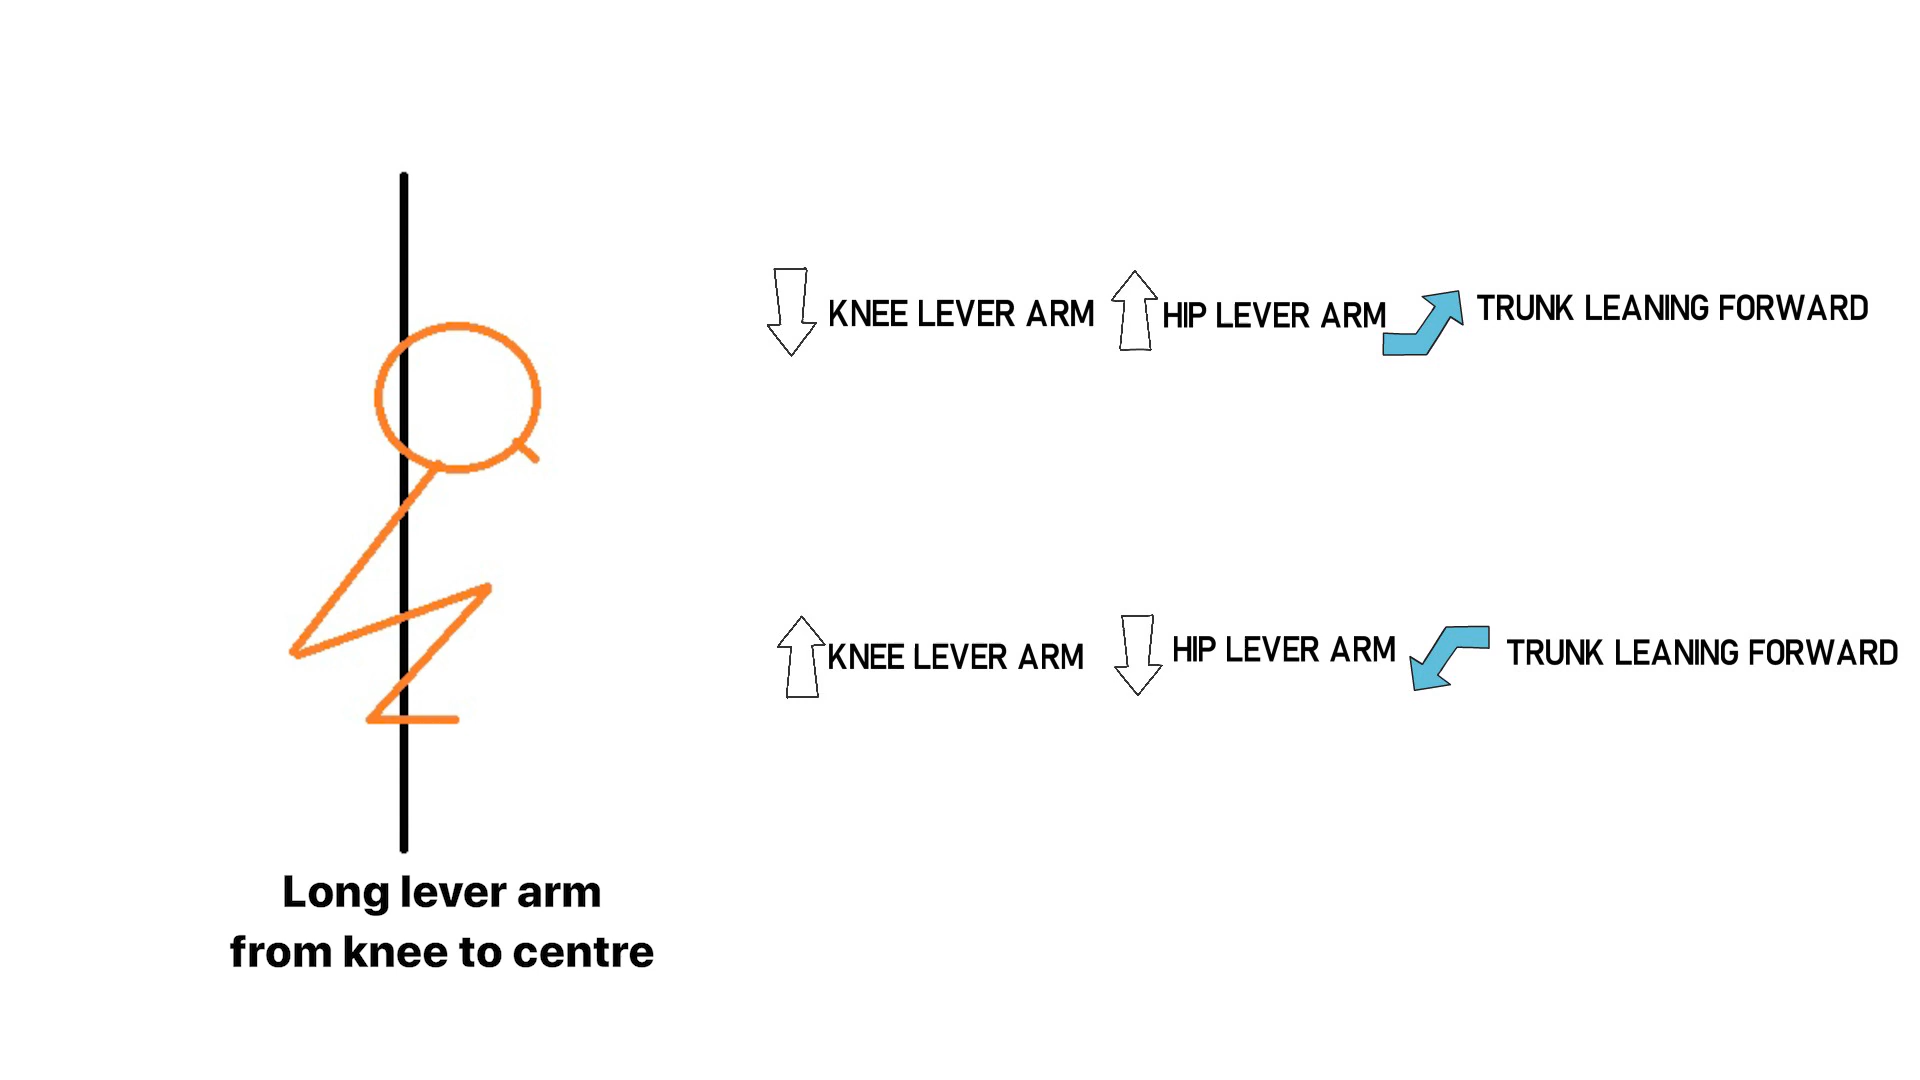 KNEE LEVER ARM HIP LEVER ARM TRUNK LEANING FORWARD
KNEE LEVER ARM HIP LEVER ARM TRUNK LEANING FORWARD
Long lever arm
from knee to centre